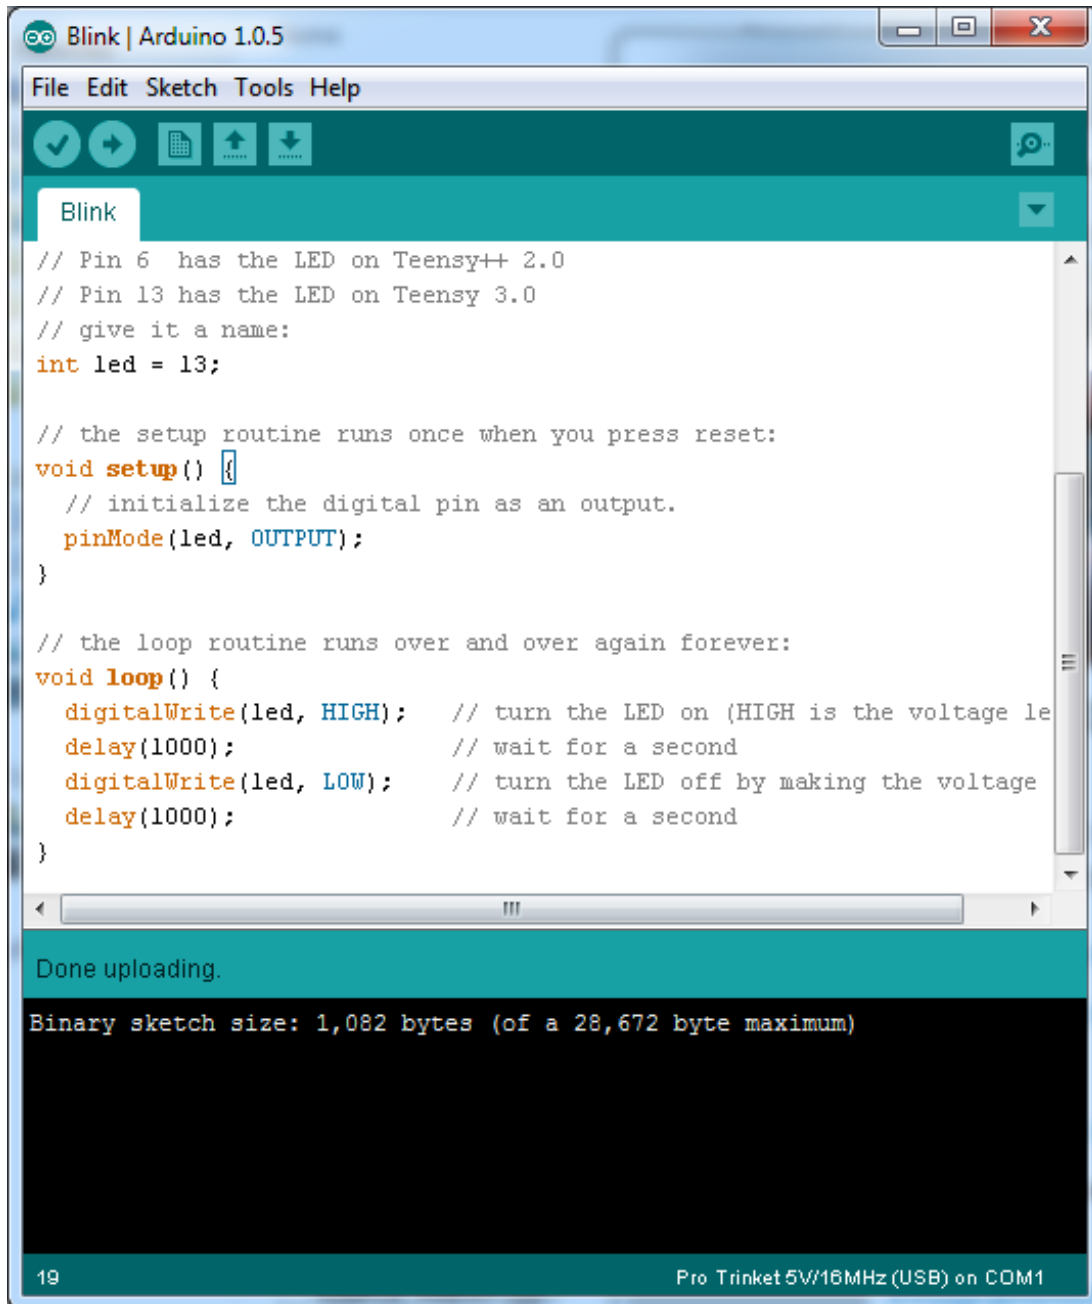 Blink | Arduino 1.0.5
File Edit Sketch Tools Help
Blink
// Pin 6  has the LED on Teensy++ 2.0
// Pin 13 has the LED on Teensy 3.0
// give it a name:
int led = 13;
// the setup routine runs once when you press reset:
void setup() {
  // initialize the digital pin as an output.
  pinMode(led, OUTPUT);
}
// the loop routine runs over and over again forever:
void loop() {
  digitalWrite(led, HIGH);   // turn the LED on (HIGH is the voltage le
  delay(1000);               // wait for a second
  digitalWrite(led, LOW);    // turn the LED off by making the voltage
  delay(1000);               // wait for a second
}
Done uploading.
Binary sketch size: 1,082 bytes (of a 28,672 byte maximum)
19 Pro Trinket 5V/16MHz (USB) on COM1